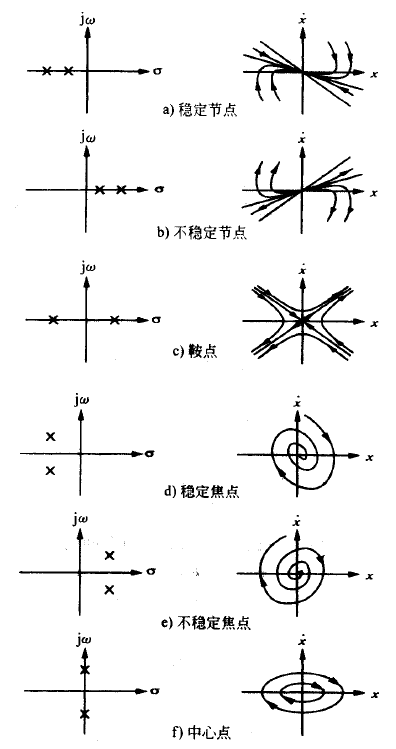 jω
ẋ
σ
x
a) 稳定节点
jω
ẋ
σ
x
b) 不稳定节点
jω
ẋ
σ
x
c) 鞍点
jω
ẋ
σ
x
d) 稳定焦点
jω
ẋ
σ
x
e) 不稳定焦点
jω
ẋ
σ
x
f) 中心点